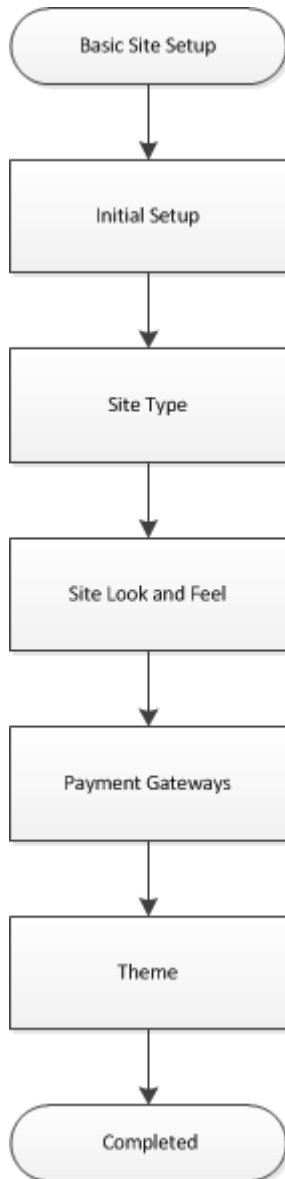 Basic Site Setup
Initial Setup
Site Type
Site Look and Feel
Payment Gateways
Theme
Completed